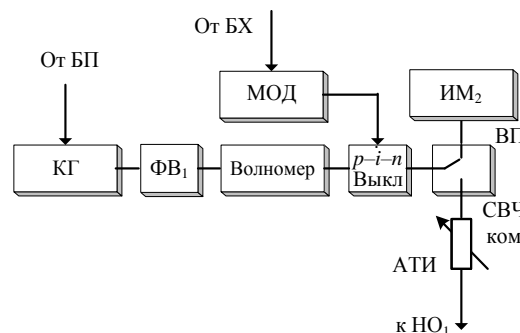 От БХ
От БП
МОД
ИМ₂
ВП
КГ
ФВ₁
Волномер
p–i–n
Выкл
СВЧ
ком
АТИ
к НО₁